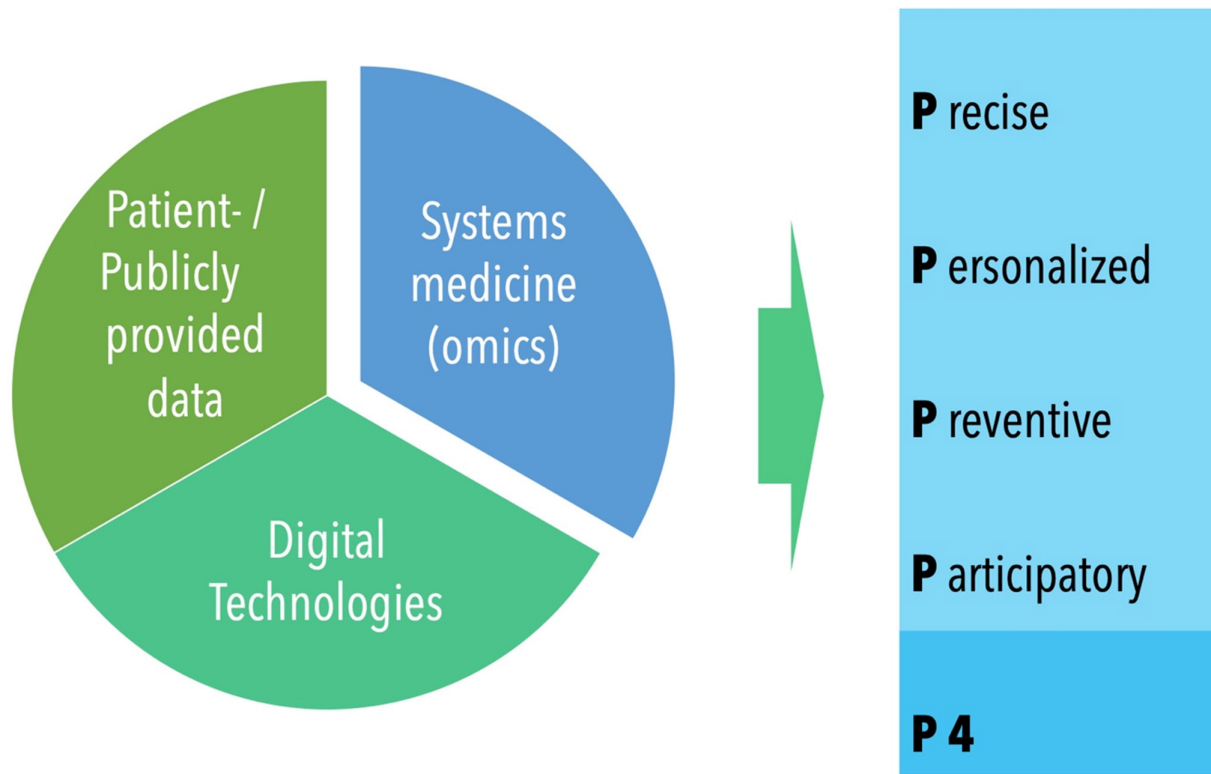 Patient- /
Publicly
provided
data
Systems
medicine
(omics)
Digital
Technologies
P recise
P ersonalized
P reventive
P articipatory
P 4